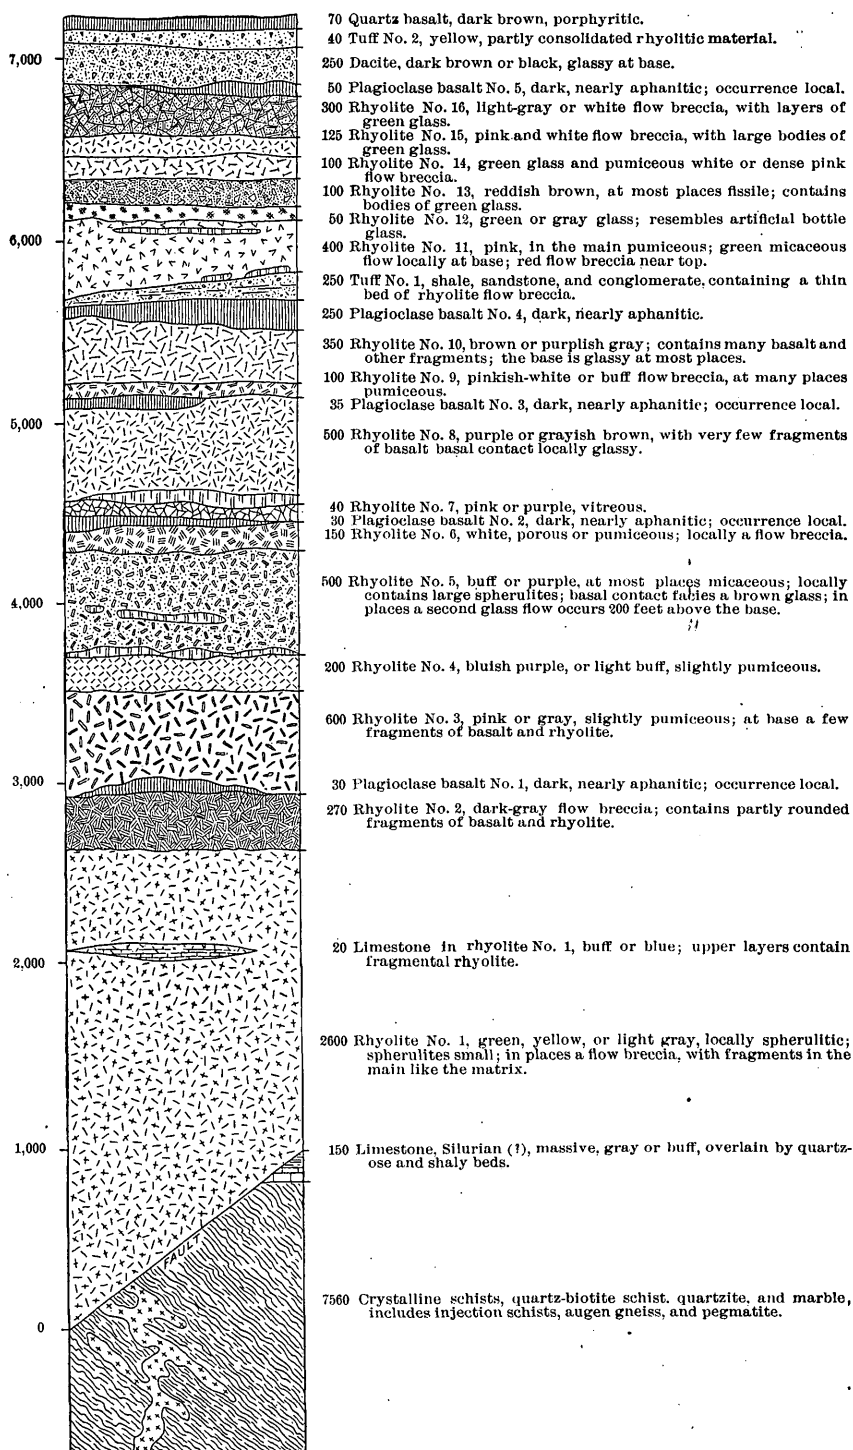 70 Quartz basalt, dark brown, porphyritic.
40 Tuff No. 2, yellow, partly consolidated rhyolitic material.
7,000
250 Dacite, dark brown or black, glassy at base.
50 Plagioclase basalt No. 5, dark, nearly aphanitic; occurrence local.
300 Rhyolite No. 16, light-gray or white flow breccia, with layers of
green glass.
125 Rhyolite No. 15, pink and white flow breccia, with large bodies of
green glass.
100 Rhyolite No. 14, green glass and pumiceous white or dense pink
flow breccia.
100 Rhyolite No. 13, reddish brown, at most places fissile; contains
bodies of green glass.
50 Rhyolite No. 12, green or gray glass; resembles artificial bottle
glass.
6,000
400 Rhyolite No. 11, pink, in the main pumiceous; green micaceous
flow locally at base; red flow breccia near top.
250 Tuff No. 1, shale, sandstone, and conglomerate, containing a thin
bed of rhyolite flow breccia.
250 Plagioclase basalt No. 4, dark, nearly aphanitic.
350 Rhyolite No. 10, brown or purplish gray; contains many basalt and
other fragments; the base is glassy at most places.
100 Rhyolite No. 9, pinkish-white or buff flow breccia, at many places
pumiceous.
35 Plagioclase basalt No. 3, dark, nearly aphanitic; occurrence local.
5,000
500 Rhyolite No. 8, purple or grayish brown, with very few fragments
of basalt basal contact locally glassy.
40 Rhyolite No. 7, pink or purple, vitreous.
30 Plagioclase basalt No. 2, dark, nearly aphanitic; occurrence local.
150 Rhyolite No. 6, white, porous or pumiceous; locally a flow breccia.
4,000
500 Rhyolite No. 5, buff or purple, at most places micaceous; locally
contains large spherulites; basal contact facies a brown glass; in
places a second glass flow occurs 200 feet above the base.
200 Rhyolite No. 4, bluish purple, or light buff, slightly pumiceous.
600 Rhyolite No. 3, pink or gray, slightly pumiceous; at base a few
fragments of basalt and rhyolite.
3,000
30 Plagioclase basalt No. 1, dark, nearly aphanitic; occurrence local.
270 Rhyolite No. 2, dark-gray flow breccia; contains partly rounded
fragments of basalt and rhyolite.
20 Limestone in rhyolite No. 1, buff or blue; upper layers contain
fragmental rhyolite.
2,000
2600 Rhyolite No. 1, green, yellow, or light gray, locally spherulitic;
spherulites small; in places a flow breccia, with fragments in the
main like the matrix.
1,000
150 Limestone, Silurian (?), massive, gray or buff, overlain by quartz-
ose and shaly beds.
FAULT
0
7560 Crystalline schists, quartz-biotite schist. quartzite, and marble,
includes injection schists, augen gneiss, and pegmatite.